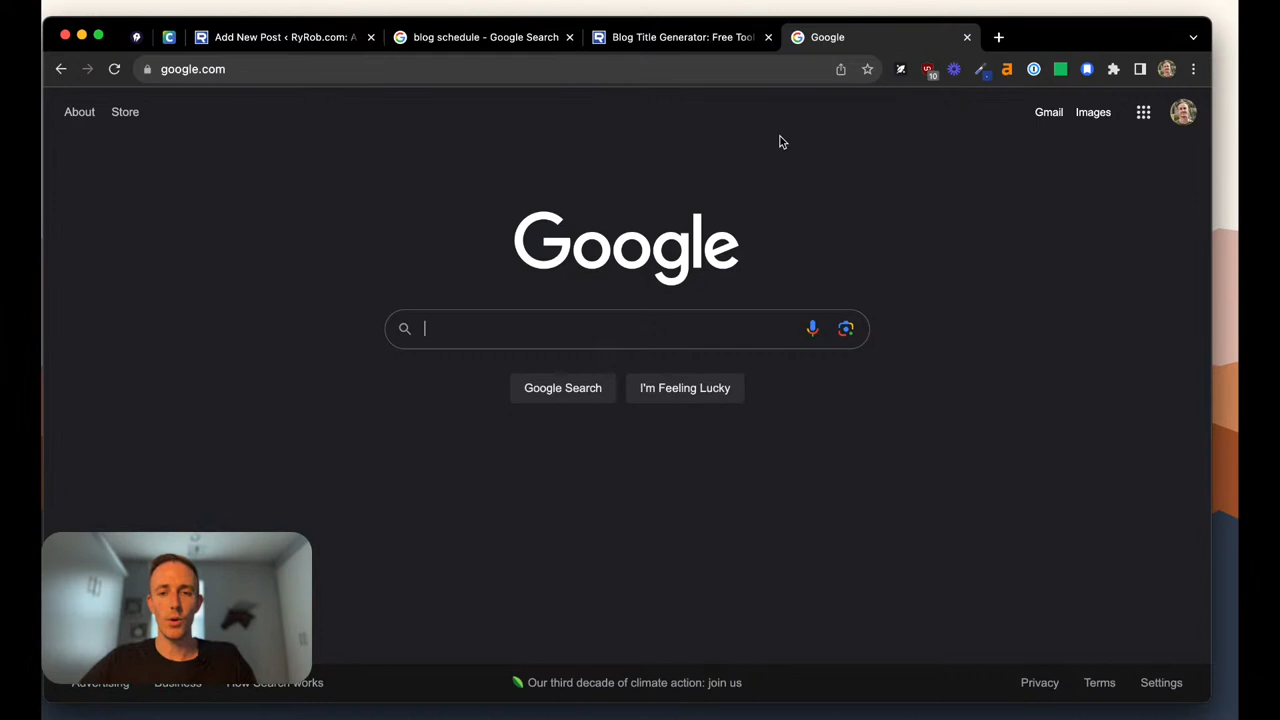 Add New Post ‹ RyRob.com: A
blog schedule - Google Search
Blog Title Generator: Free Tool
Google
google.com
10
About
Store
Gmail
Images
Google
Google Search
I'm Feeling Lucky
Advertising
Business
How Search works
Our third decade of climate action: join us
Privacy
Terms
Settings